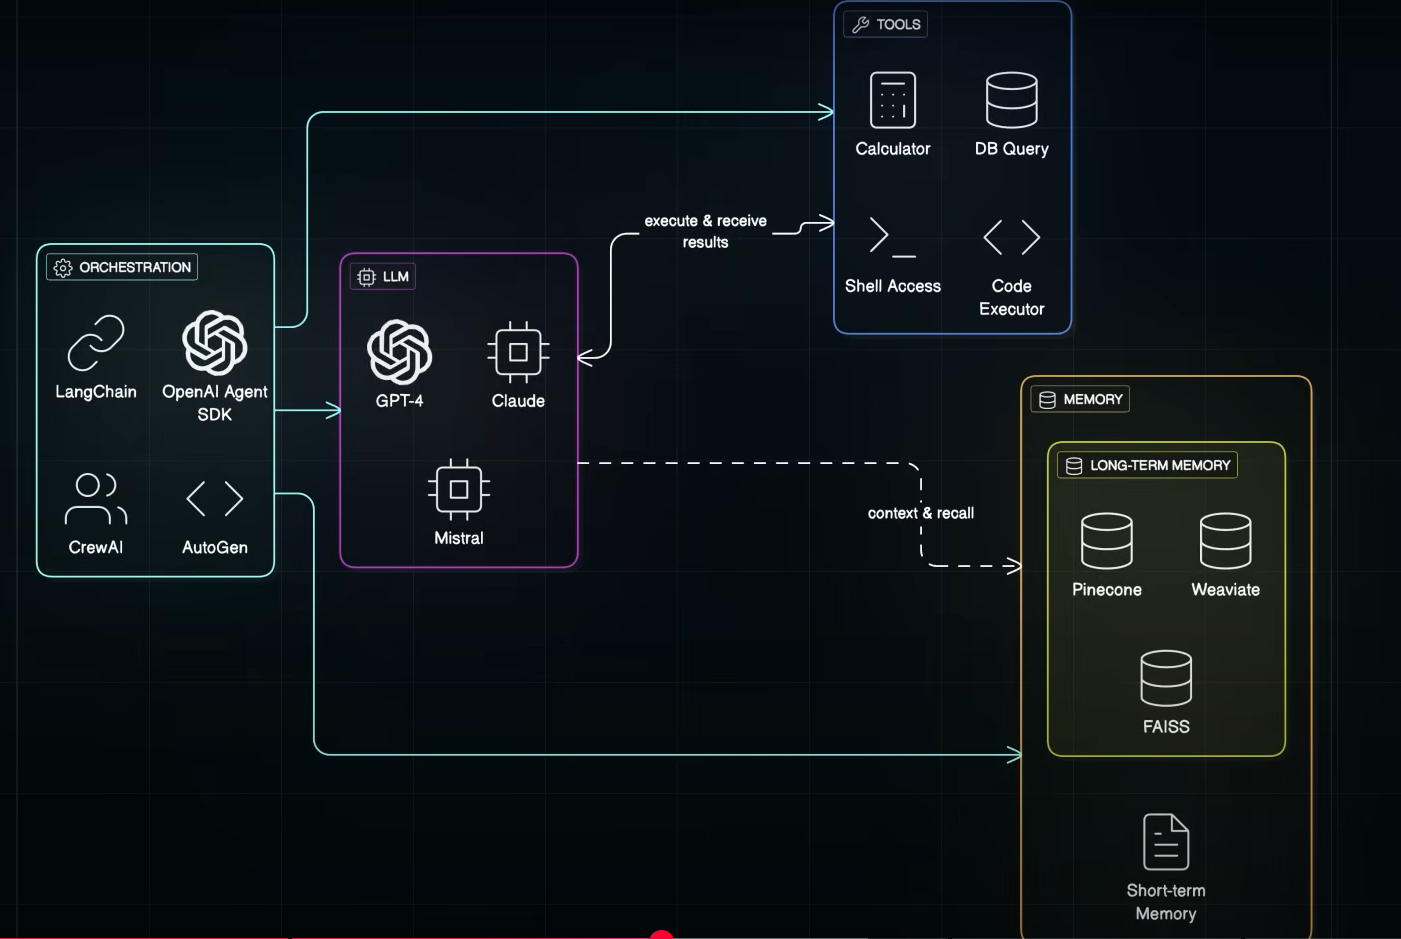 TOOLS
Calculator
DB Query
Shell Access
Code
Executor
execute & receive
results
ORCHESTRATION
LangChain
OpenAI Agent
SDK
CrewAI
AutoGen
LLM
GPT-4
Claude
Mistral
context & recall
MEMORY
LONG-TERM MEMORY
Pinecone
Weaviate
FAISS
Short-term
Memory